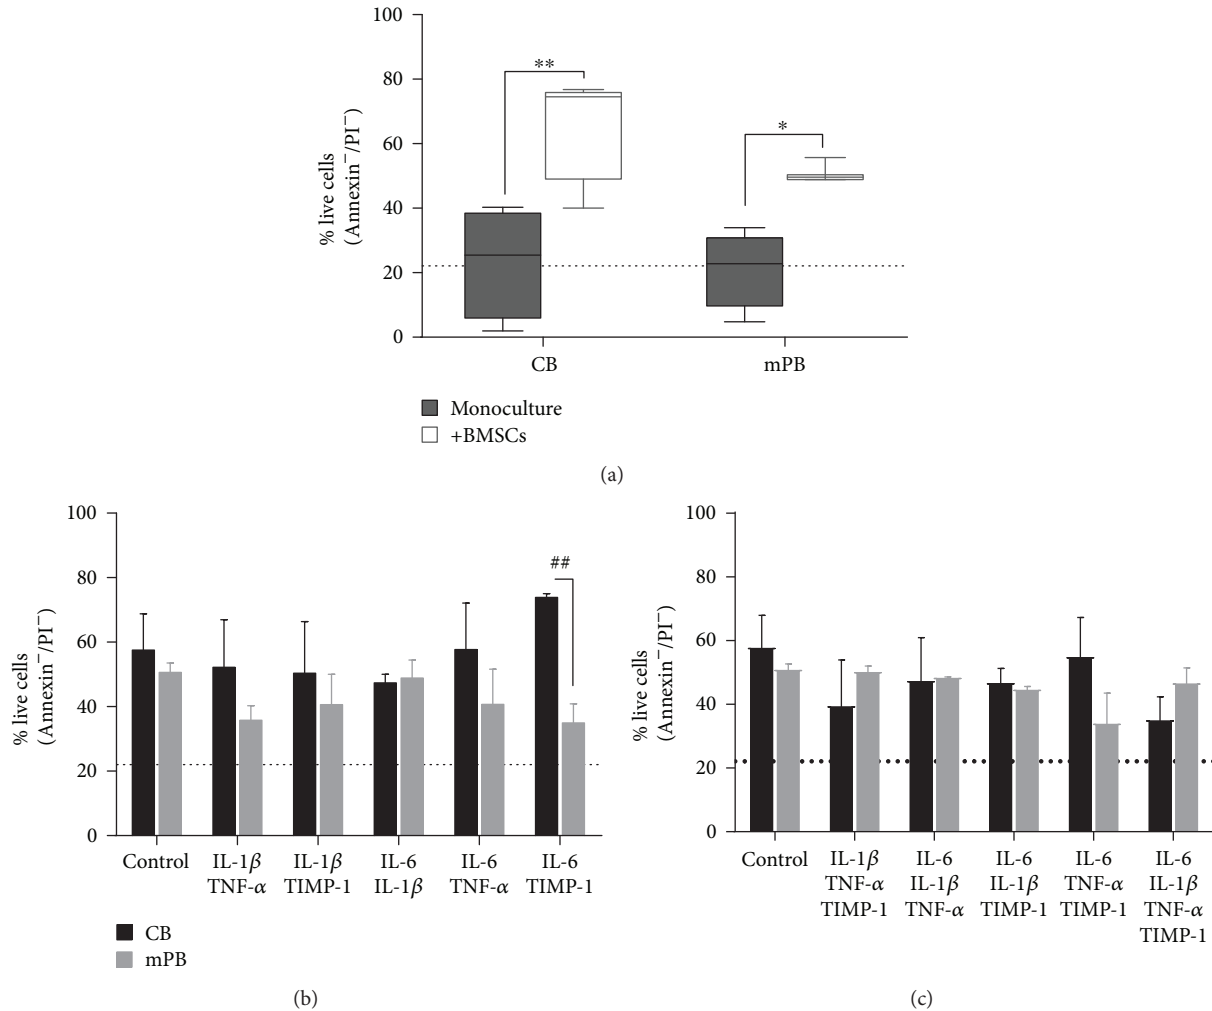 100
80
60
40
20
0
% live cells
(Annexin⁻/PI⁻)
**
*
CB
mPB
Monoculture
+BMSCs
(a)
100
80
60
40
20
0
% live cells
(Annexin⁻/PI⁻)
##
Control
IL-1β
TNF-α
IL-1β
TIMP-1
IL-6
IL-1β
IL-6
TNF-α
IL-6
TIMP-1
CB
mPB
(b)
100
80
60
40
20
0
% live cells
(Annexin⁻/PI⁻)
Control
IL-1β
TNF-α
TIMP-1
IL-6
IL-1β
TNF-α
IL-6
IL-1β
TIMP-1
IL-6
TNF-α
TIMP-1
IL-6
IL-1β
TNF-α
TIMP-1
(c)